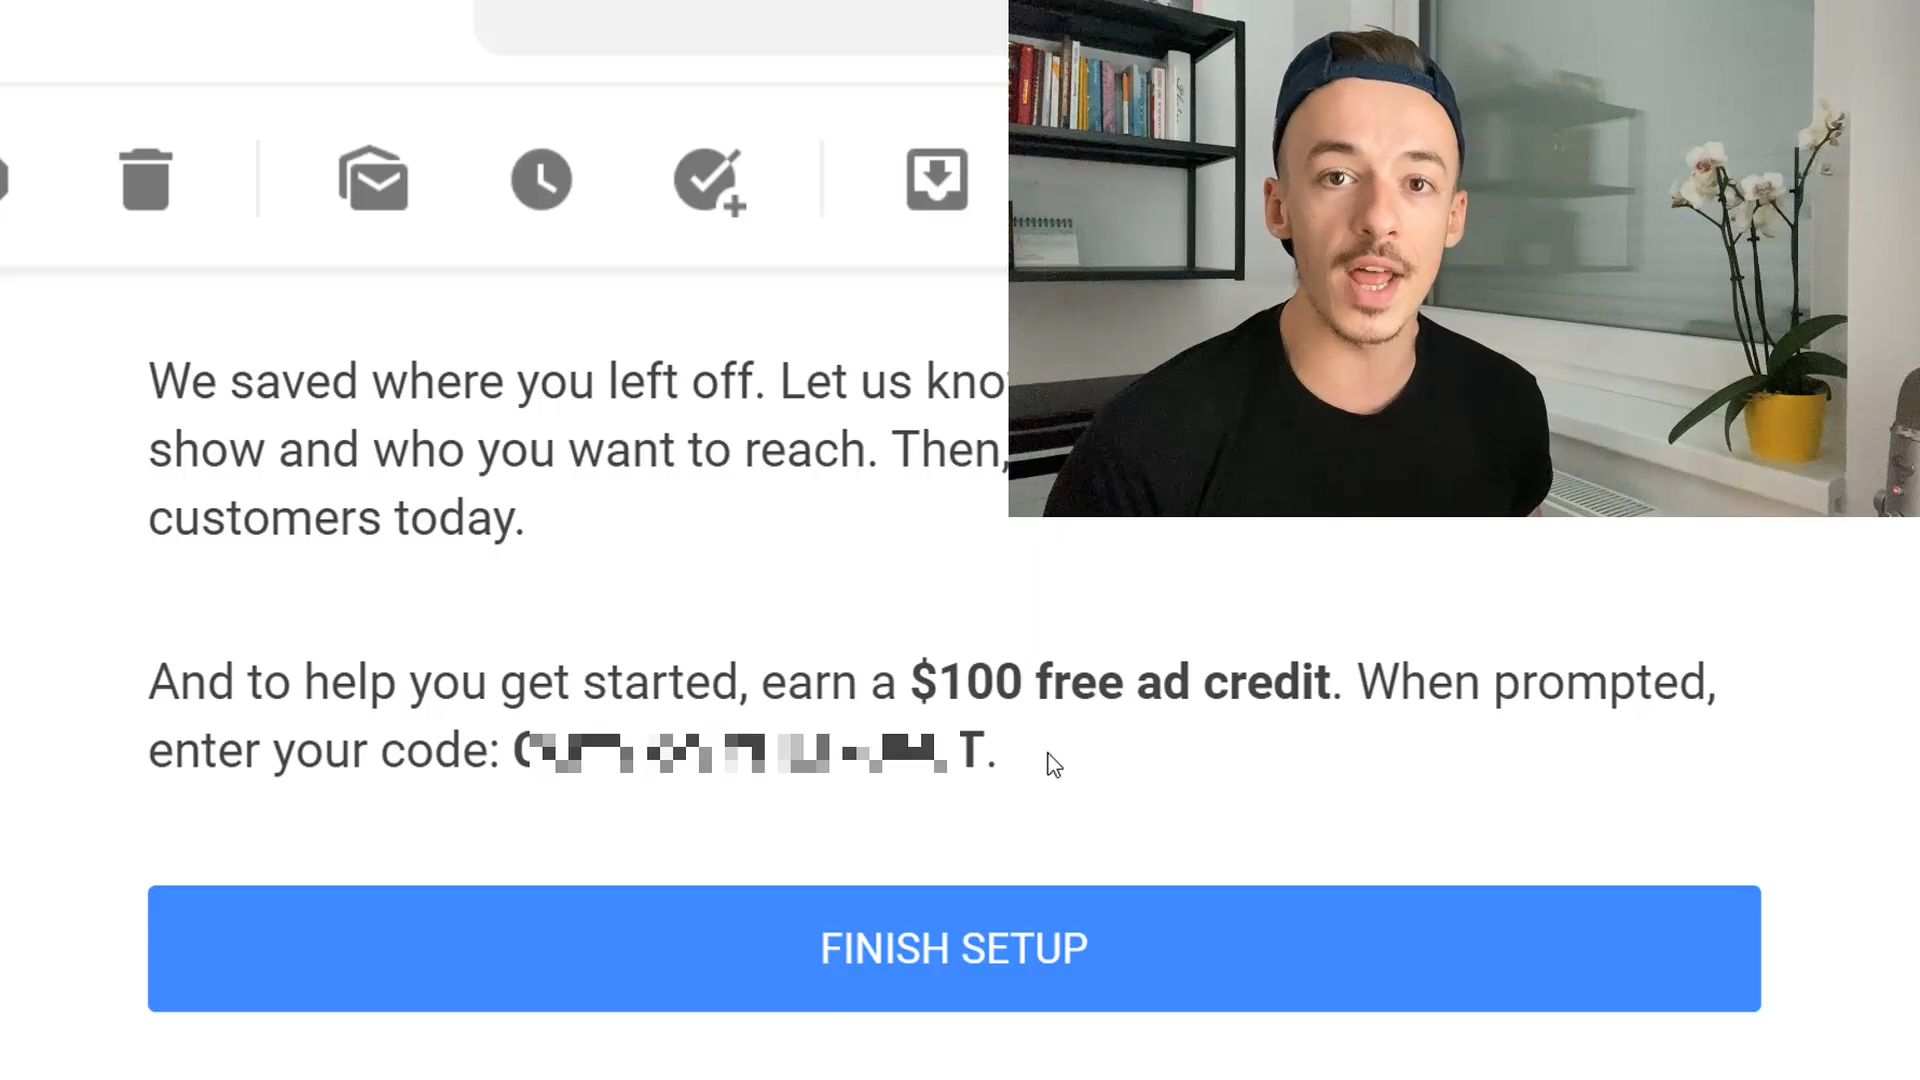 We saved where you left off. Let us
show and who you want to reach. Then,
customers today.
And to help you get started, earn a $100 free ad credit. When prompted,
enter your code: T.
FINISH SETUP